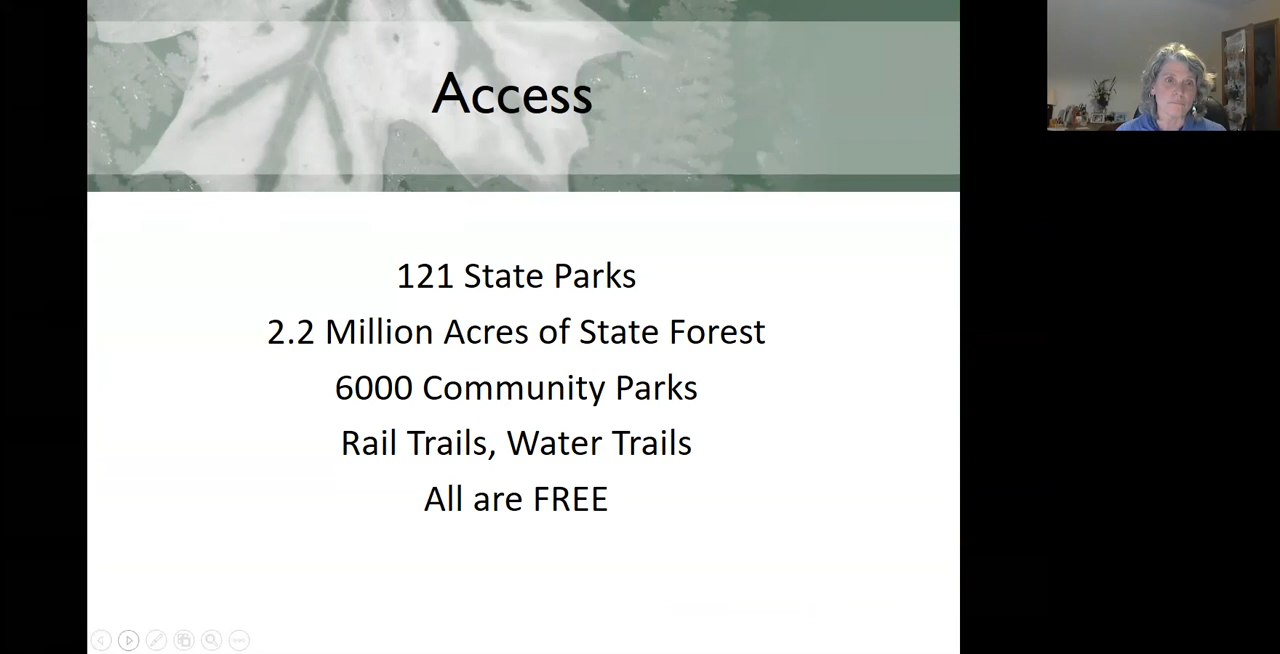 Access
121 State Parks
2.2 Million Acres of State Forest
6000 Community Parks
Rail Trails, Water Trails
All are FREE